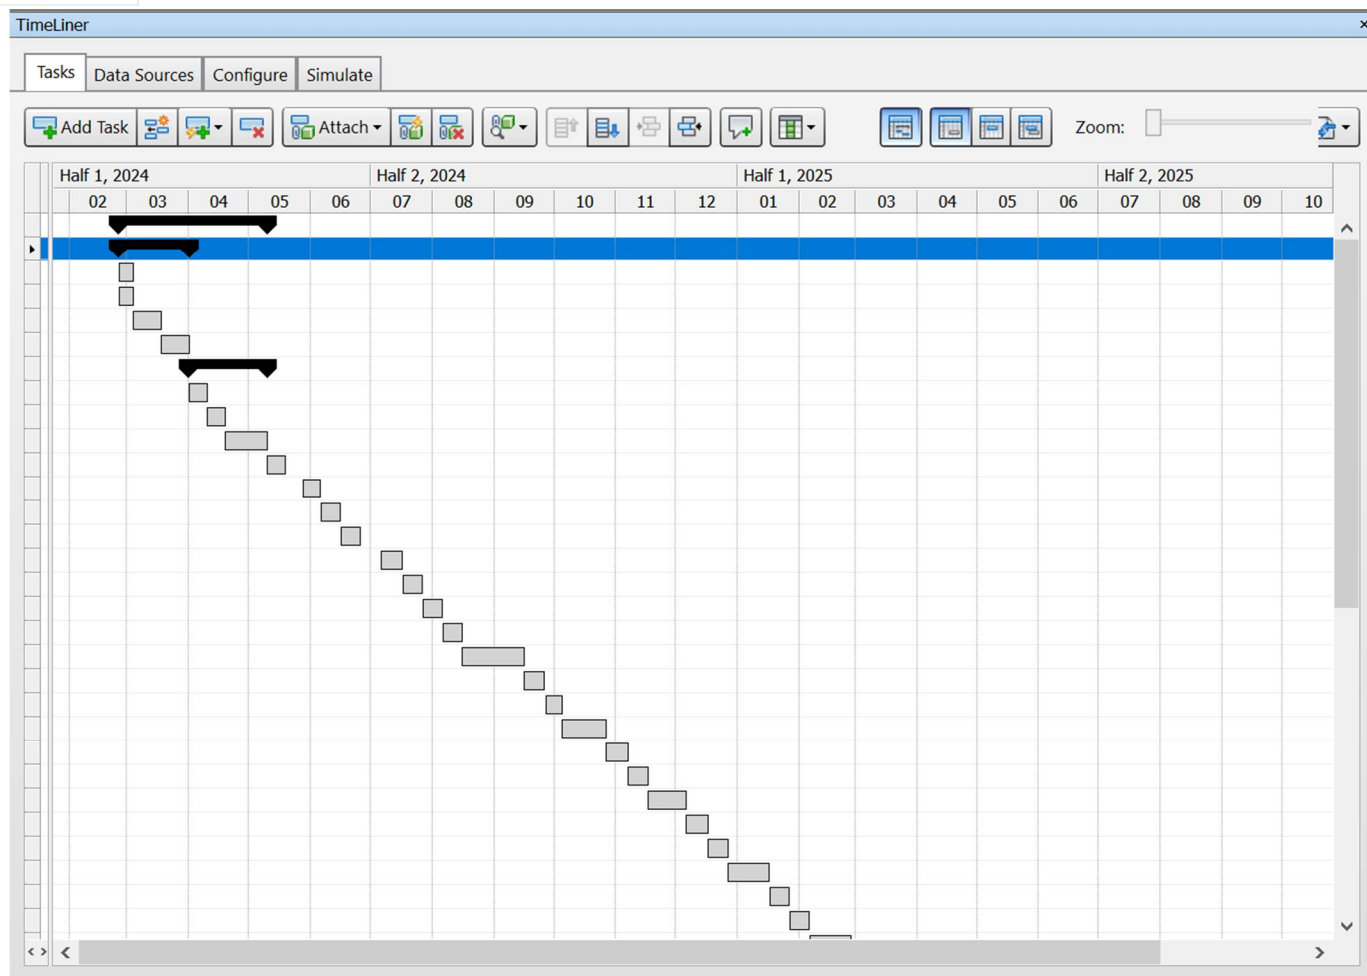 TimeLiner
Tasks Data Sources Configure Simulate
Add Task Attach Zoom:
Half 1, 2024 Half 2, 2024 Half 1, 2025 Half 2, 2025
02 03 04 05 06 07 08 09 10 11 12 01 02 03 04 05 06 07 08 09 10